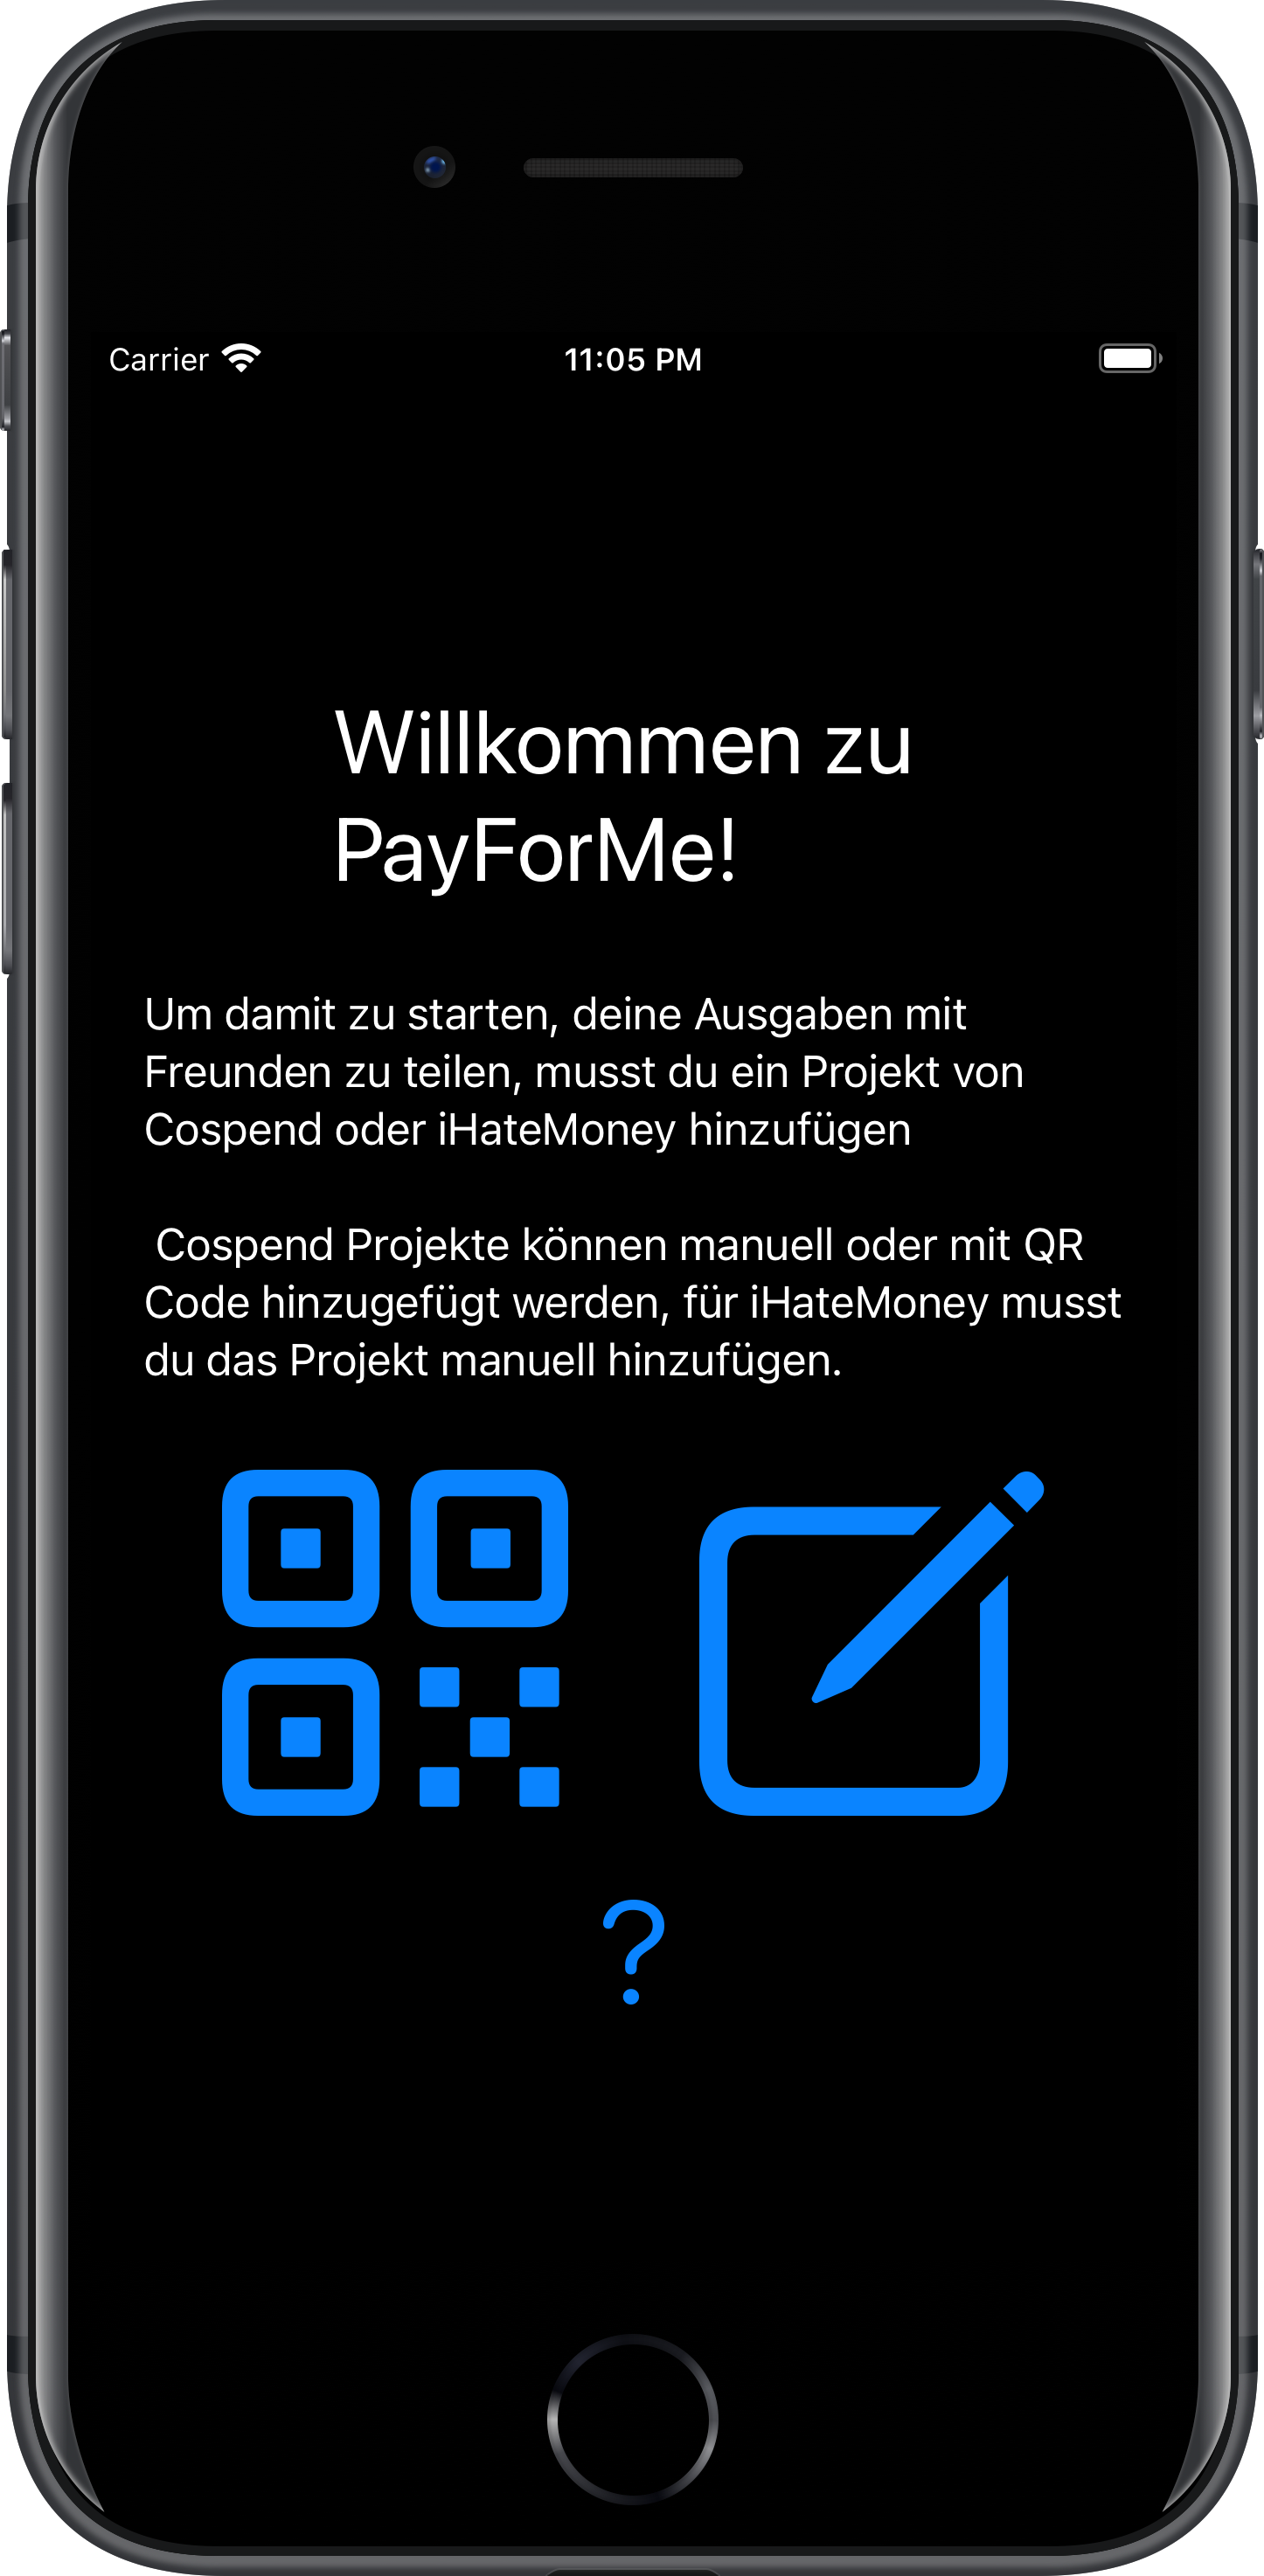 Carrier
11:05 PM
Willkommen zu
PayForMe!
Um damit zu starten, deine Ausgaben mit
Freunden zu teilen, musst du ein Projekt von
Cospend oder iHateMoney hinzufügen
Cospend Projekte können manuell oder mit QR
Code hinzugefügt werden, für iHateMoney musst
du das Projekt manuell hinzufügen.
?